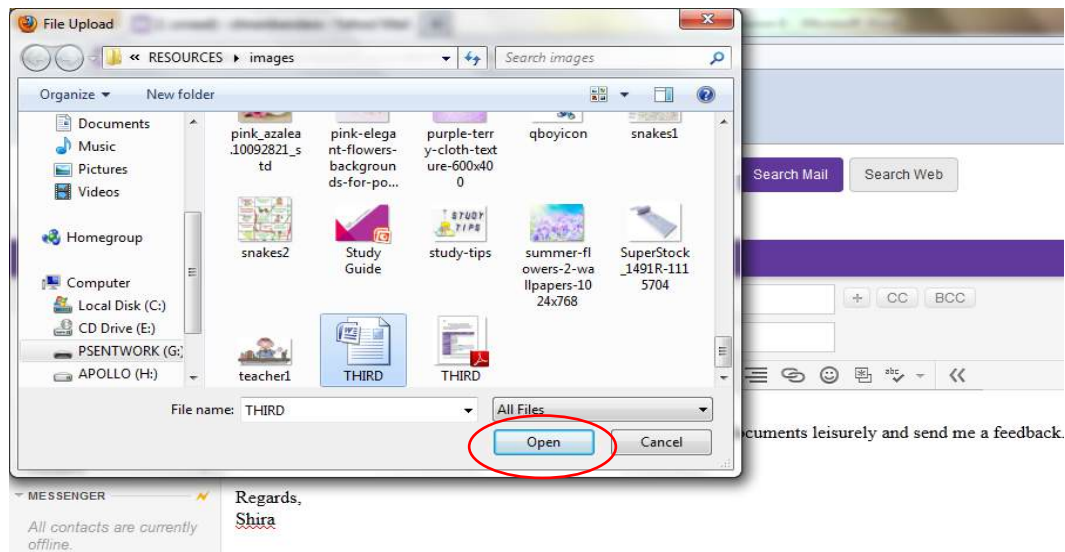 File Upload
« RESOURCES ▸ images
Search images
Organize ▾ New folder
Documents
Music
Pictures
Videos
Homegroup
Computer
Local Disk (C:)
CD Drive (E:)
PSENTWORK (G:)
APOLLO (H:)
pink_azalea
.10092821_s
td
pink-elega
nt-flowers-
backgroun
ds-for-po...
purple-terr
y-cloth-text
ure-600x40
0
qboyicon
snakes1
snakes2
Study
Guide
STUDY
TIPS
study-tips
summer-fl
owers-2-wa
llpapers-10
24x768
SuperStock
_1491R-111
5704
teacher1
THIRD
THIRD
File name: THIRD
All Files
Open
Cancel
Search Mail
Search Web
+ CC BCC
abc
ocuments leisurely and send me a feedback.
Regards,
Shira
MESSENGER
All contacts are currently
offline.